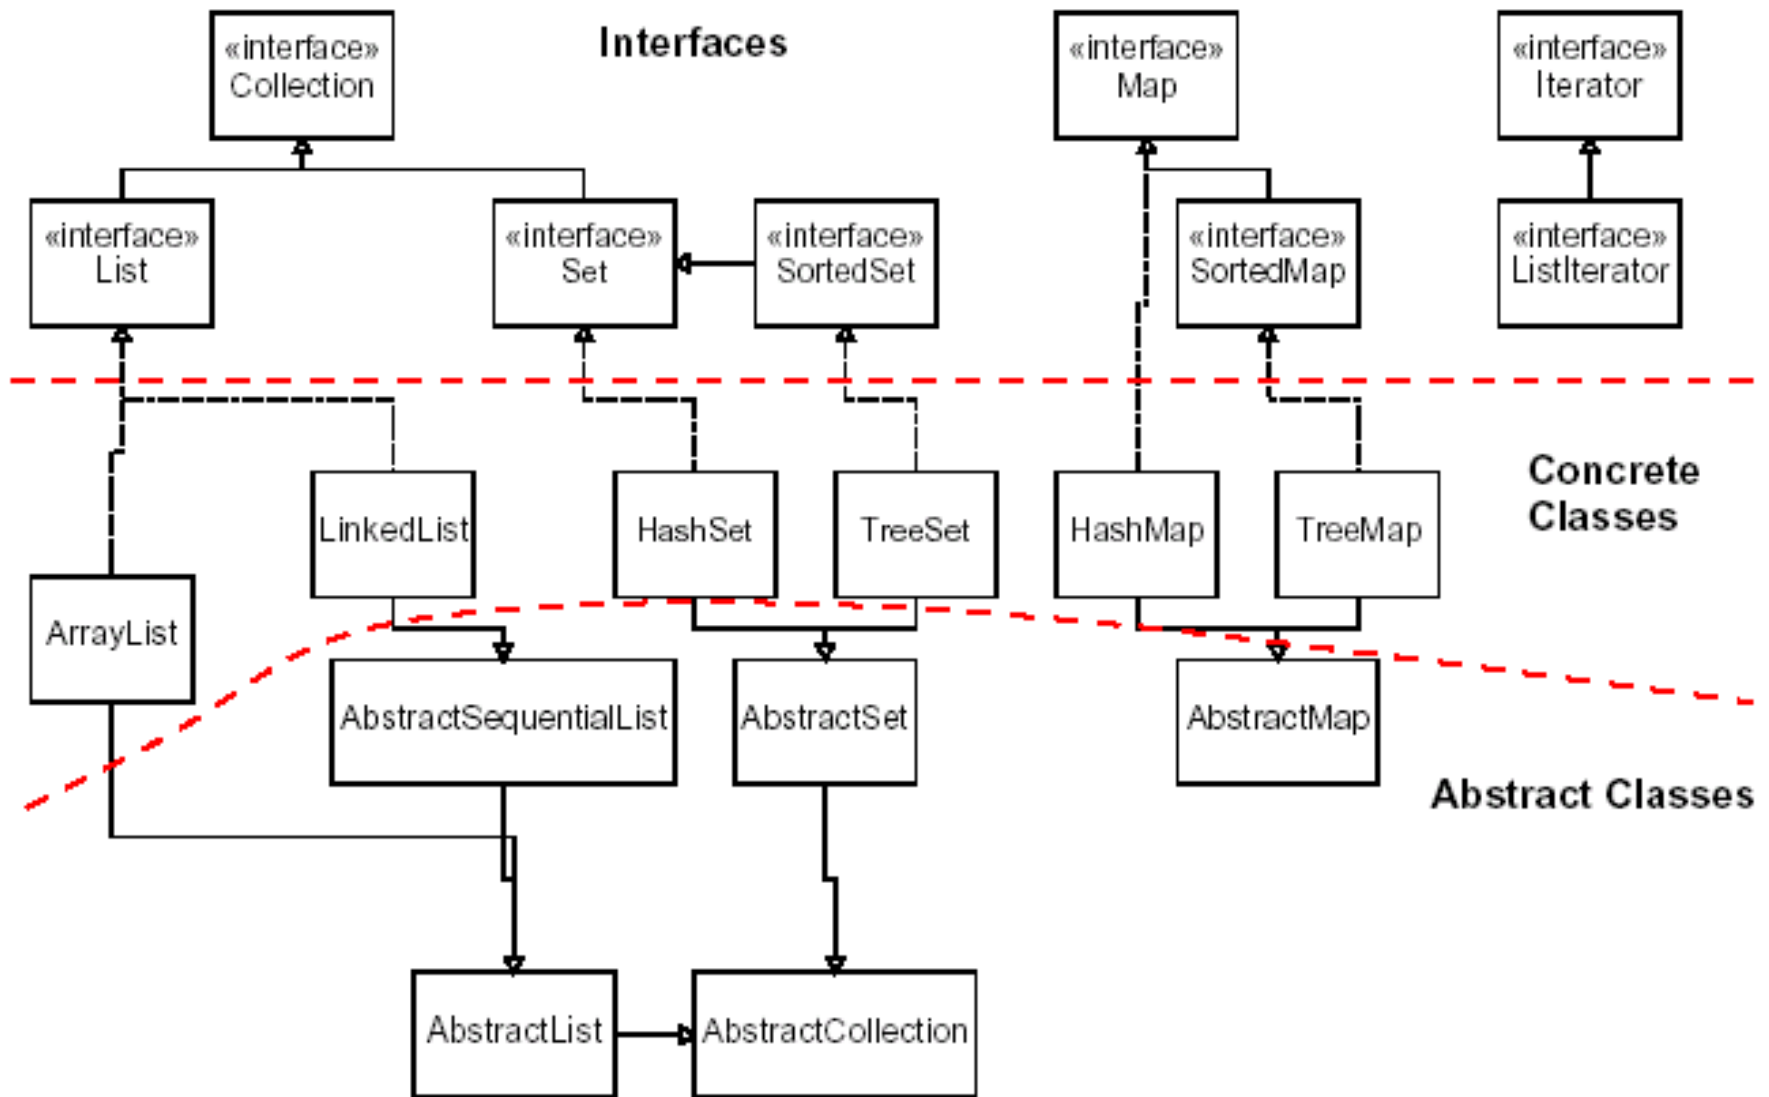 «interface»
Collection
Interfaces
«interface»
Map
«interface»
Iterator
«interface»
List
«interface»
Set
«interface»
SortedSet
«interface»
SortedMap
«interface»
ListIterator
Concrete
Classes
LinkedList
HashSet
TreeSet
HashMap
TreeMap
ArrayList
AbstractSequentialList
AbstractSet
AbstractMap
Abstract Classes
AbstractList
AbstractCollection